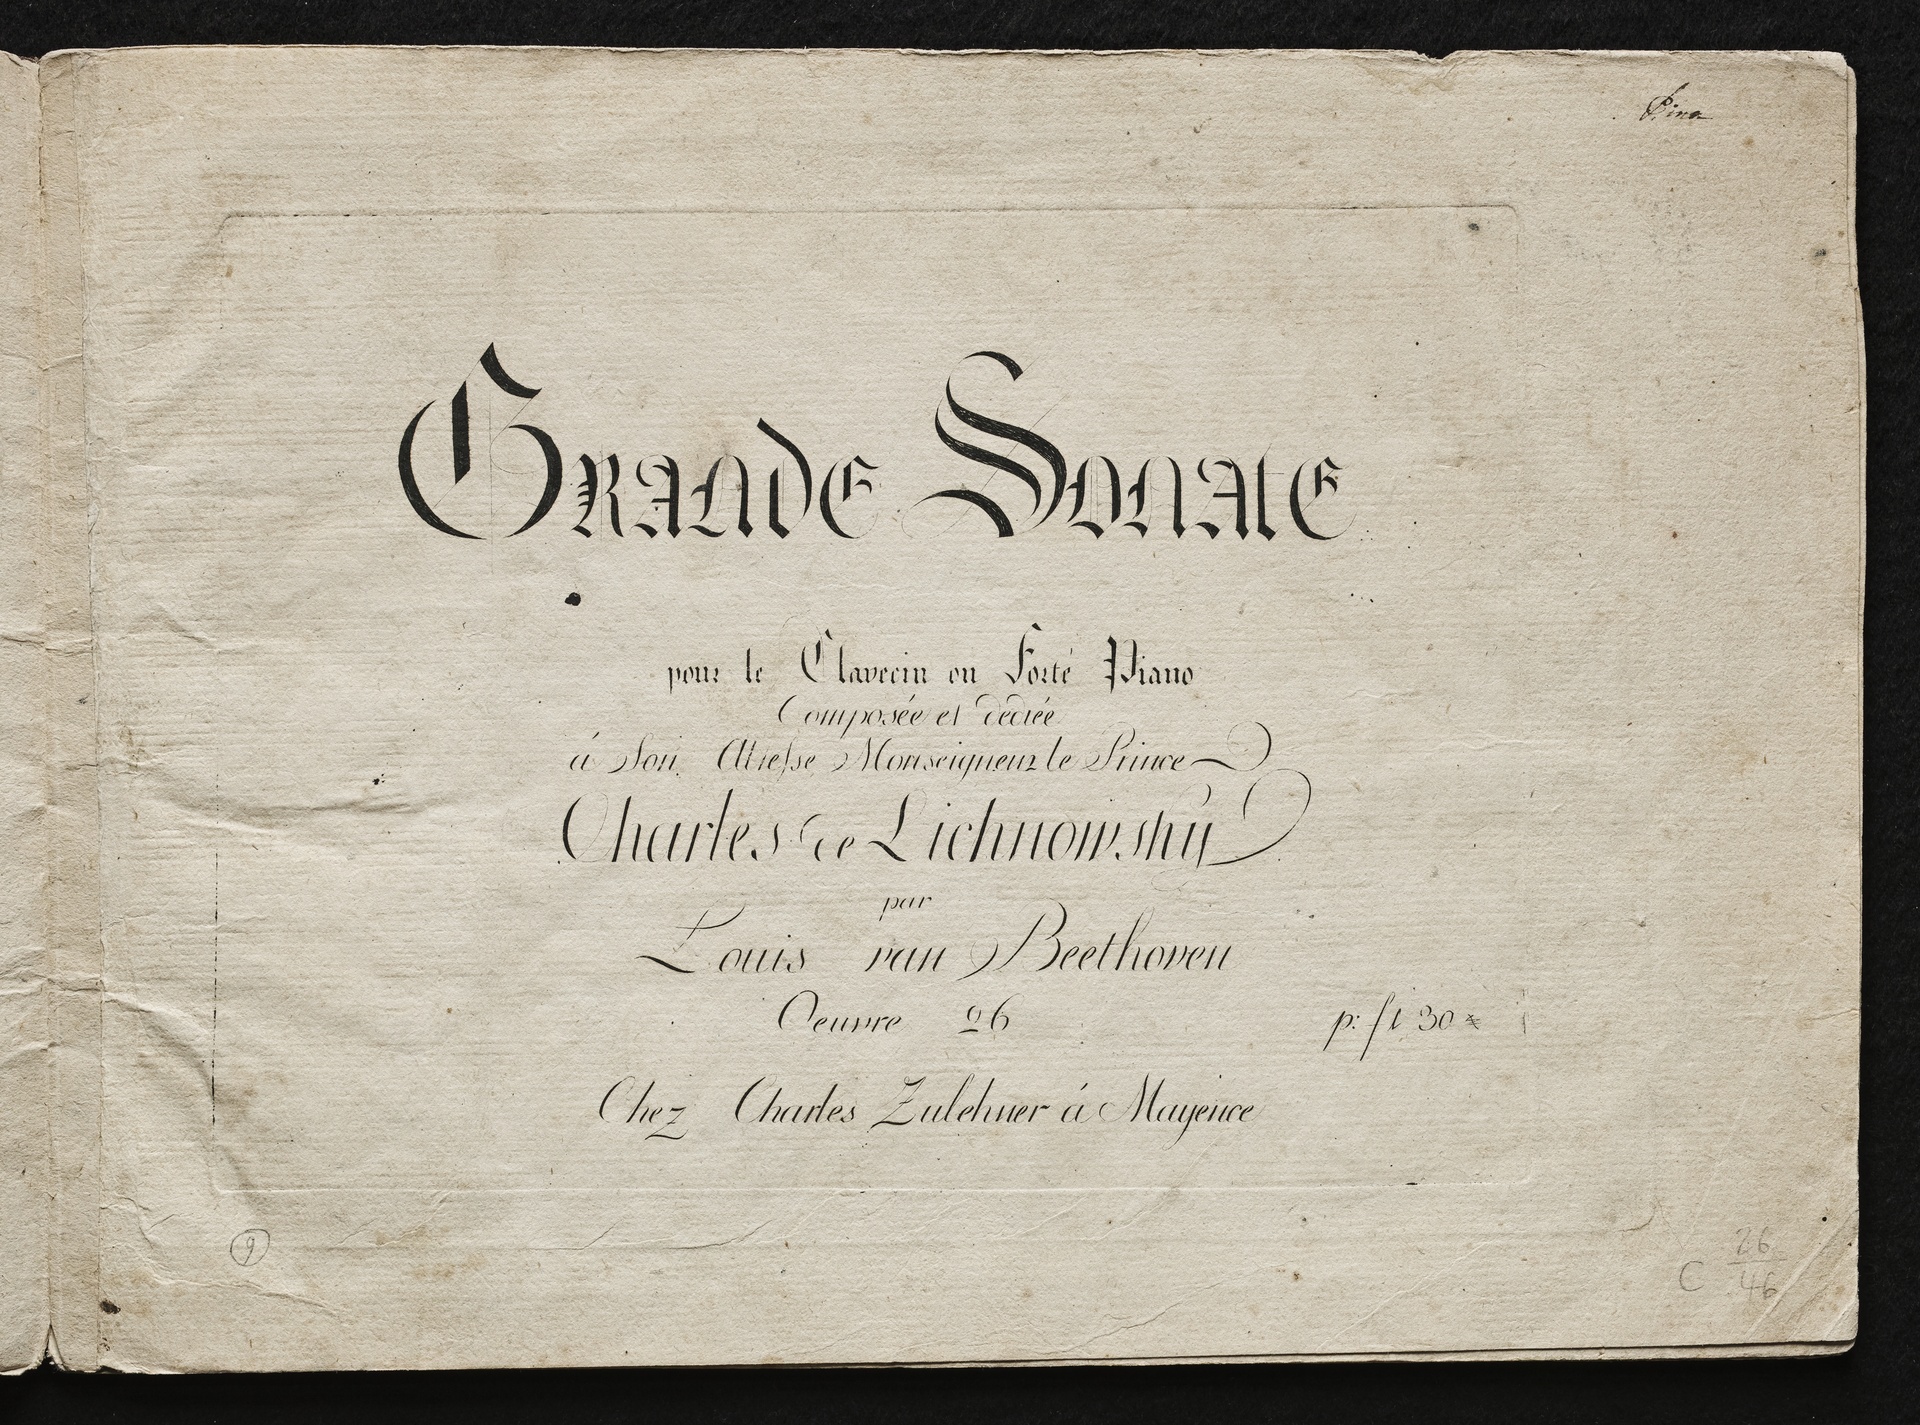 GRANDE SONATE
pour le Clavecin ou Forté Piano
Composée et dédiée
á Son Altesse Monseigneur le Prince
Charles de Lichnowsky
par
Louis van Beethoven
Oeuvre 26
p: f 1 30
Chez Charles Zulehner á Mayence
9
26
C 46